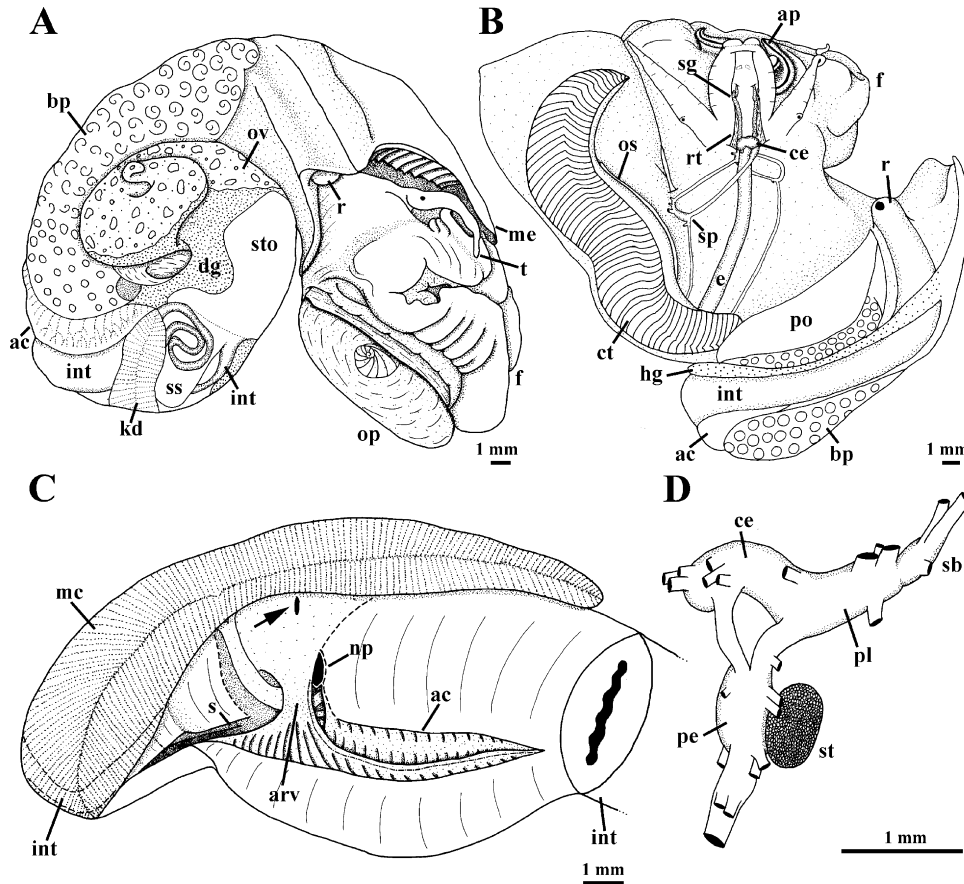 A
bp
ov
r
me
t
sto
dg
ac
int
kd
ss
int
op
f
1 mm
B
ap
sg
f
os
rt
ce
r
sp
e
po
ct
hg
int
ac
bp
1 mm
C
mc
np
ac
s
arv
int
int
1 mm
D
ce
sb
pl
pe
st
1 mm